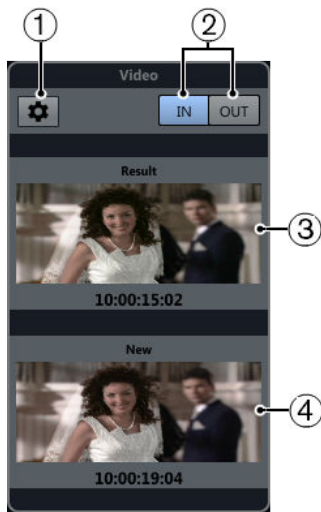 ① ②
Video
IN OUT
Result
③
10:00:15:02
New
④
10:00:19:04